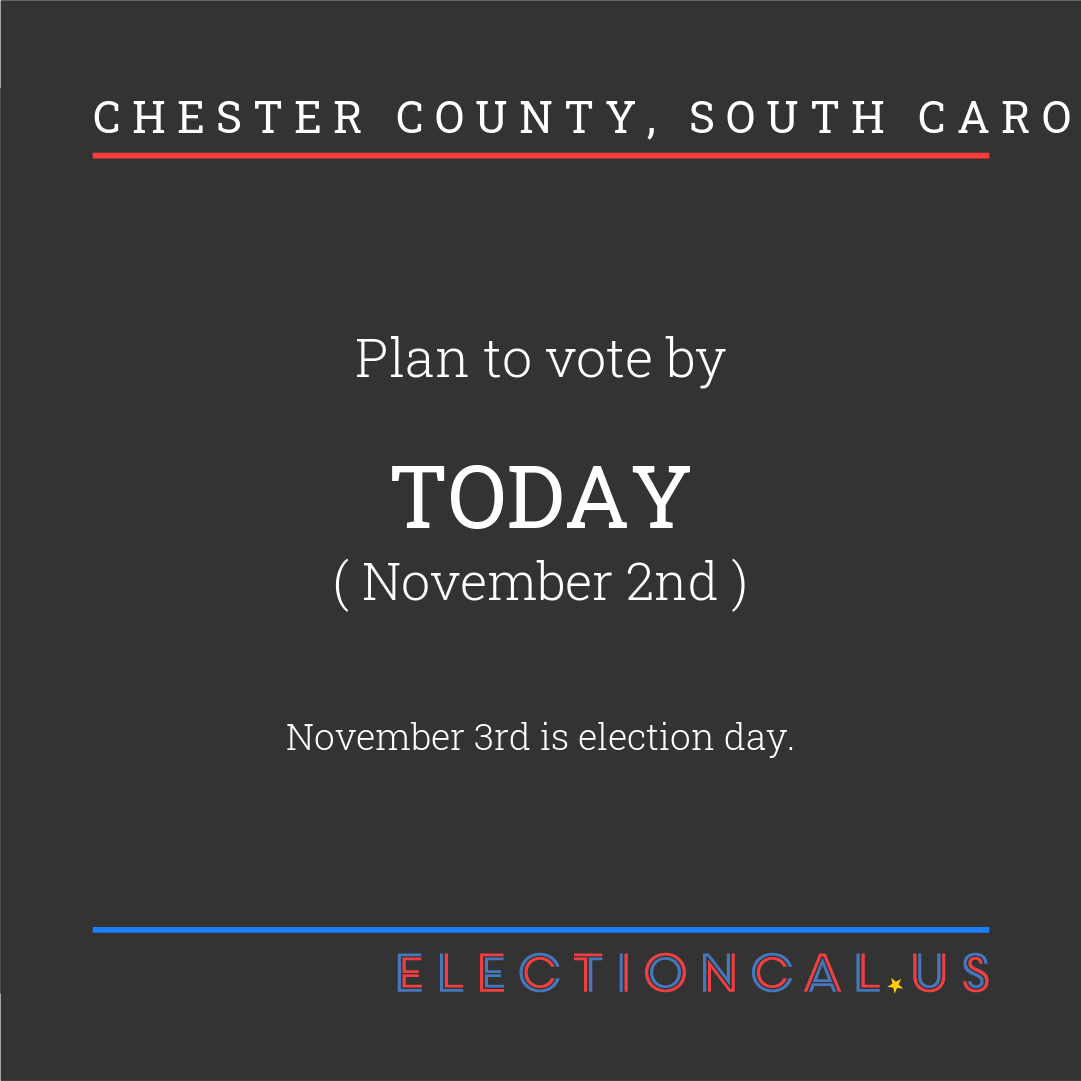 CHESTER COUNTY, SOUTH CARO
Plan to vote by
TODAY
( November 2nd )
November 3rd is election day.
ELECTIONCAL.US